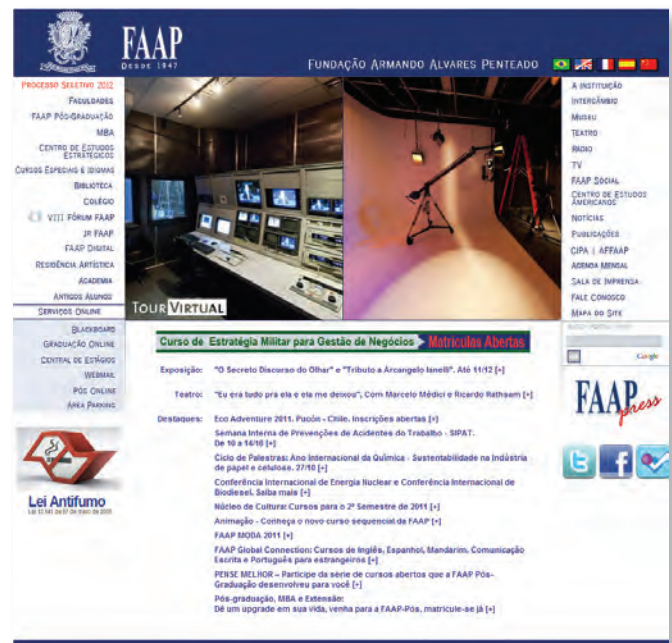 FAAP
DESDE 1947
FUNDAÇÃO ARMANDO ALVARES PENTEADO
PROCESSO SELETIVO 2012
FACULDADES
FAAP PÓS-GRADUAÇÃO
MBA
CENTRO DE ESTUDOS
ESTRATÉGICOS
CURSOS ESPECIAIS E IDIOMAS
BIBLIOTECA
COLÉGIO
VIII FÓRUM FAAP
JR FAAP
FAAP DIGITAL
RESIDÊNCIA ARTÍSTICA
ACADEMIA
ANTIGOS ALUNOS
SERVIÇOS ONLINE
BLACKBOARD
GRADUAÇÃO ONLINE
CENTRAL DE ESTÁGIOS
WEBMAIL
PÓS ONLINE
ÁREA PARKING
Lei Antifumo
TOUR VIRTUAL
Curso de Estratégia Militar para Gestão de Negócios Matrículas Abertas
Exposição: "O Secreto Discurso do Olhar" e "Tributo a Arcangelo Ianelli". Até 11/12 [+]
Teatro: "Eu era tudo pra ela e ela me deixou", Com Marcelo Médici e Ricardo Rathsam [+]
Destaques: Eco Adventure 2011. Pucón - Chile. Inscrições abertas [+]
Semana Interna de Prevenções de Acidentes do Trabalho - SIPAT.
De 10 a 14/10 [+]
Ciclo de Palestras: Ano Internacional da Química - Sustentabilidade na Indústria
de papel e celulose. 27/10 [+]
Conferência Internacional de Energia Nuclear e Conferência Internacional de
Biodiesel. Saiba mais [+]
Núcleo de Cultura: Cursos para o 2º Semestre de 2011 [+]
Animação - Conheça o novo curso sequencial da FAAP [+]
FAAP MODA 2011 [+]
FAAP Global Connection: Cursos de Inglês, Espanhol, Mandarim, Comunicação
Escrita e Português para estrangeiros [+]
PENSE MELHOR – Participe da série de cursos abertos que a FAAP Pós-
Graduação desenvolveu para você [+]
Pós-graduação, MBA e Extensão:
Dê um upgrade em sua vida, venha para a FAAP-Pós, matricule-se já [+]
A INSTITUIÇÃO
INTERCÂMBIO
MUSEU
TEATRO
RÁDIO
TV
FAAP SOCIAL
CENTRO DE ESTUDOS
AMERICANOS
NOTÍCIAS
PUBLICAÇÕES
CIPA | AFFAAP
AGENDA MENSAL
SALA DE IMPRENSA
FALE CONOSCO
MAPA DO SITE
Google
FAAP press